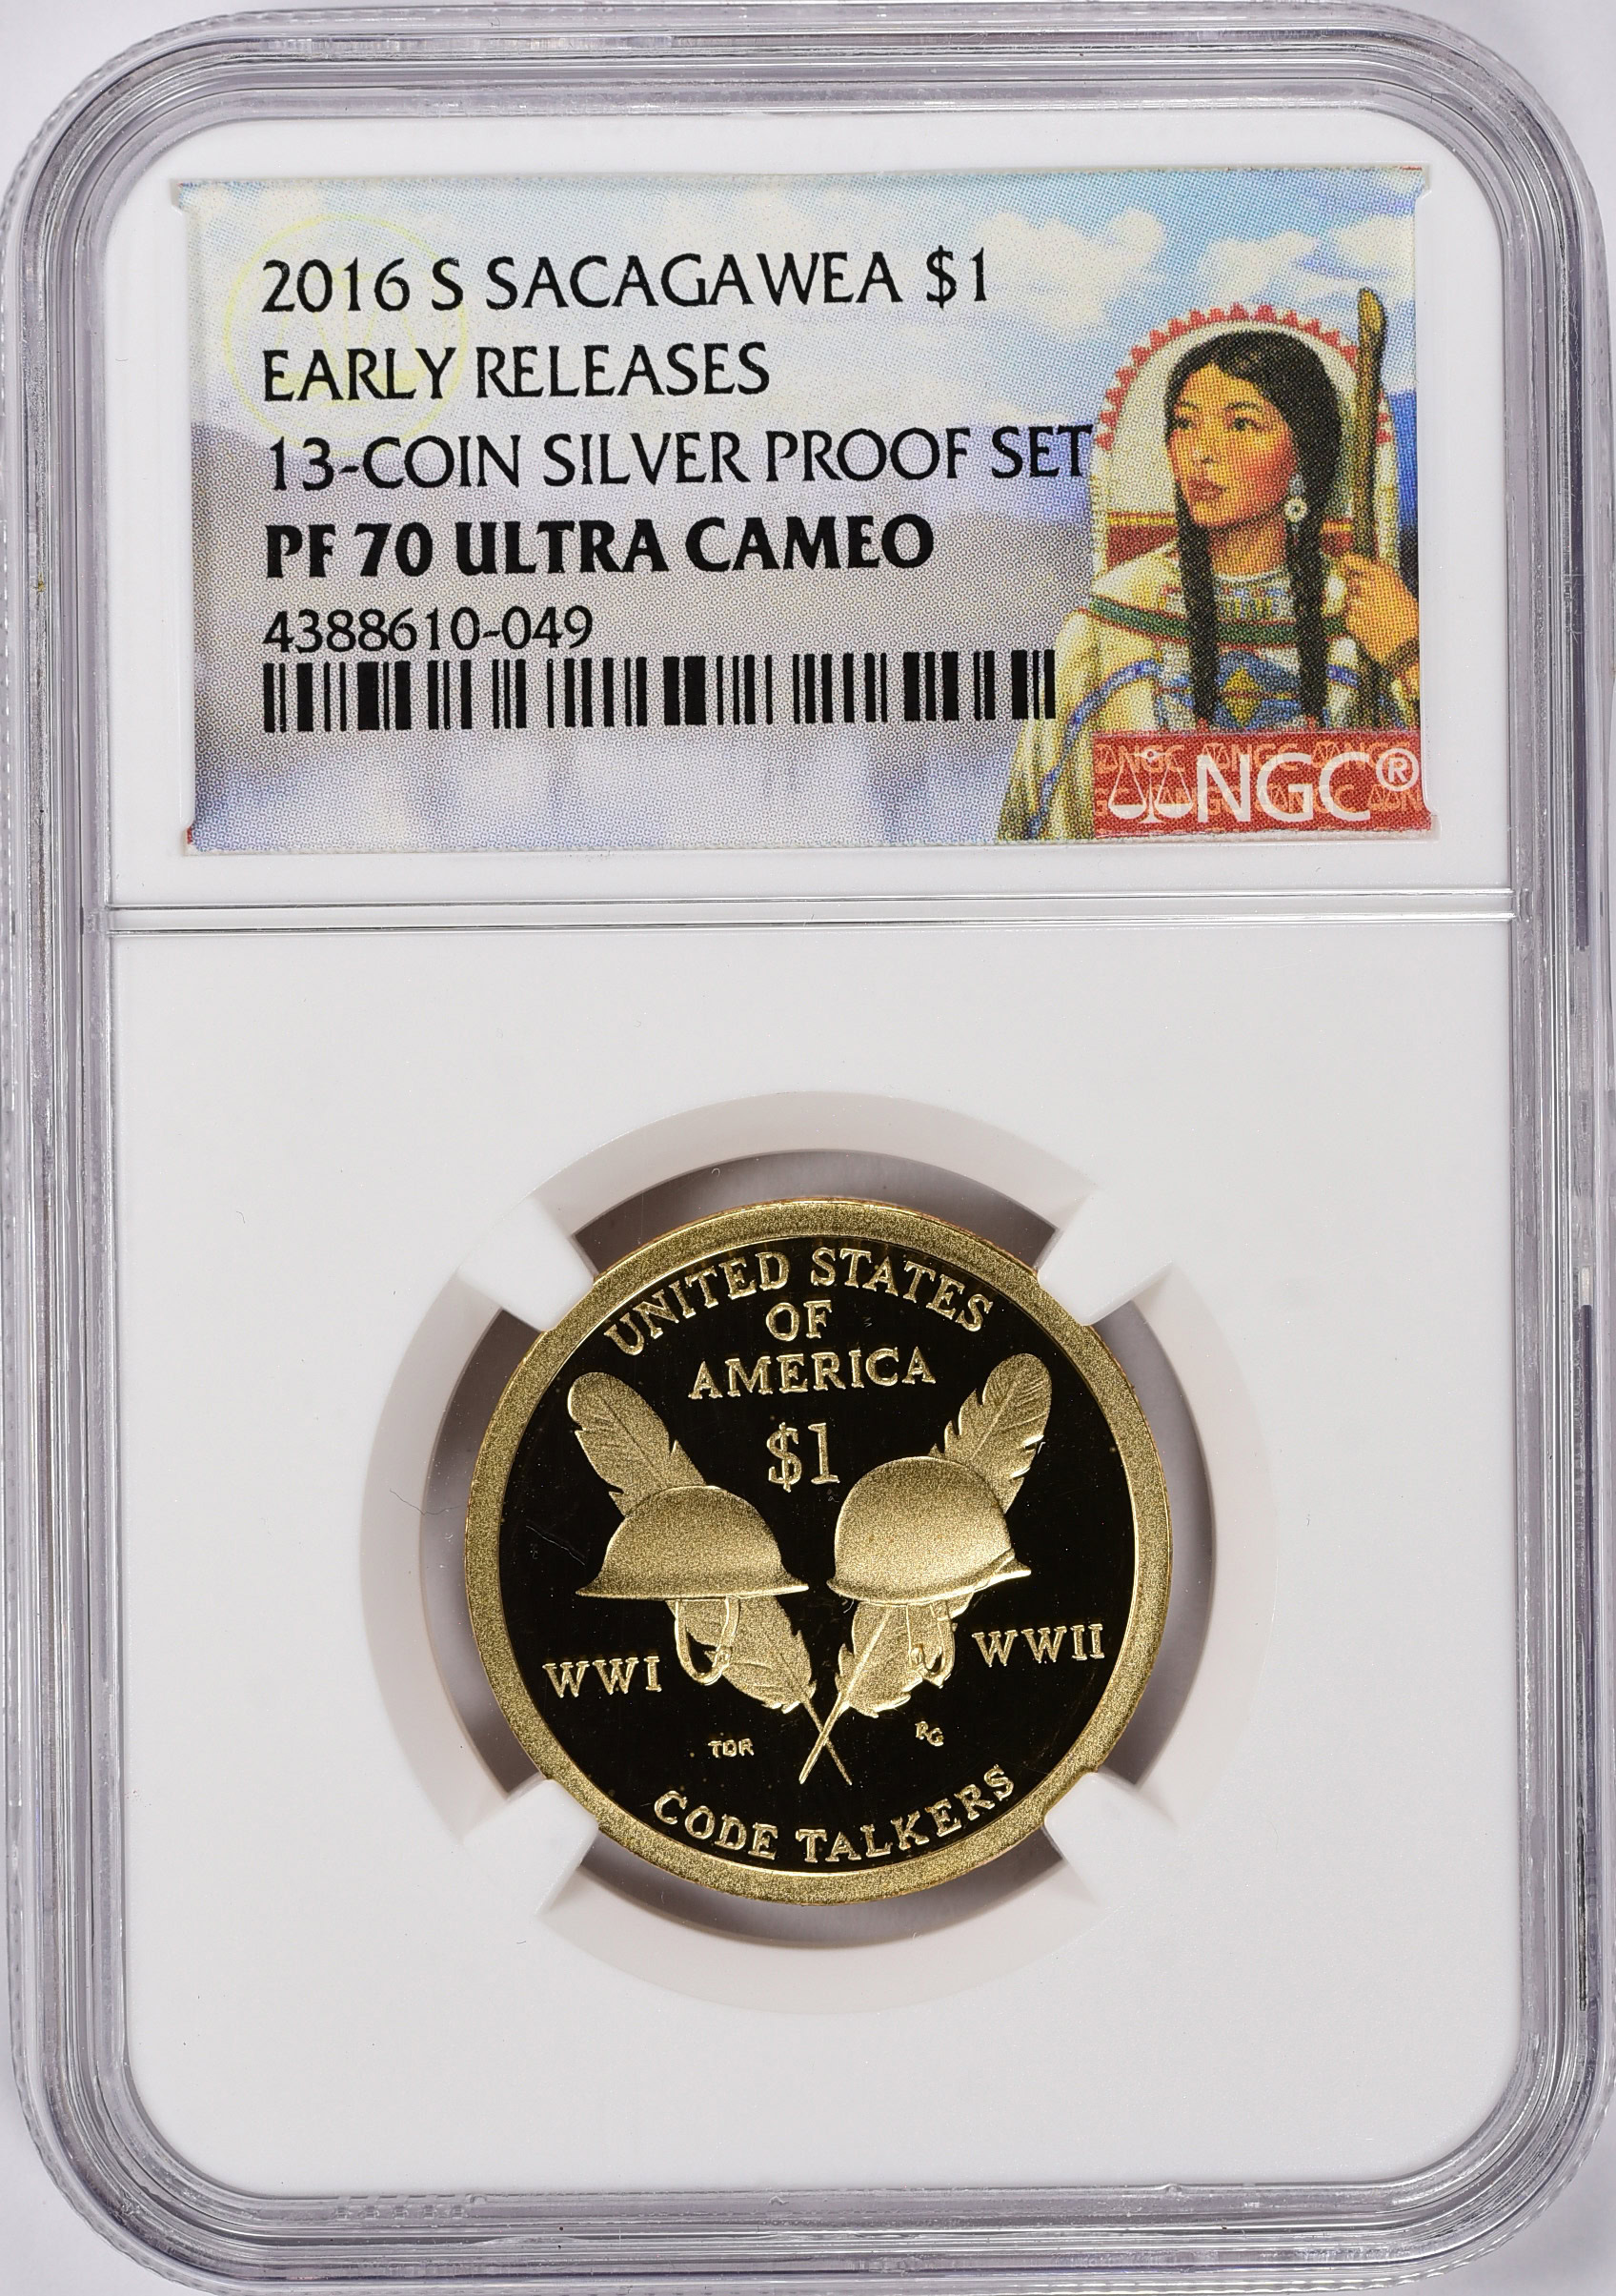 2016 S SACAGAWEA $1
EARLY RELEASES
13-COIN SILVER PROOF SET
PF 70 ULTRA CAMEO
4388610-049
NGC®
UNITED STATES
OF
AMERICA
$1
WWI
WWII
TDR
RG
CODE TALKERS